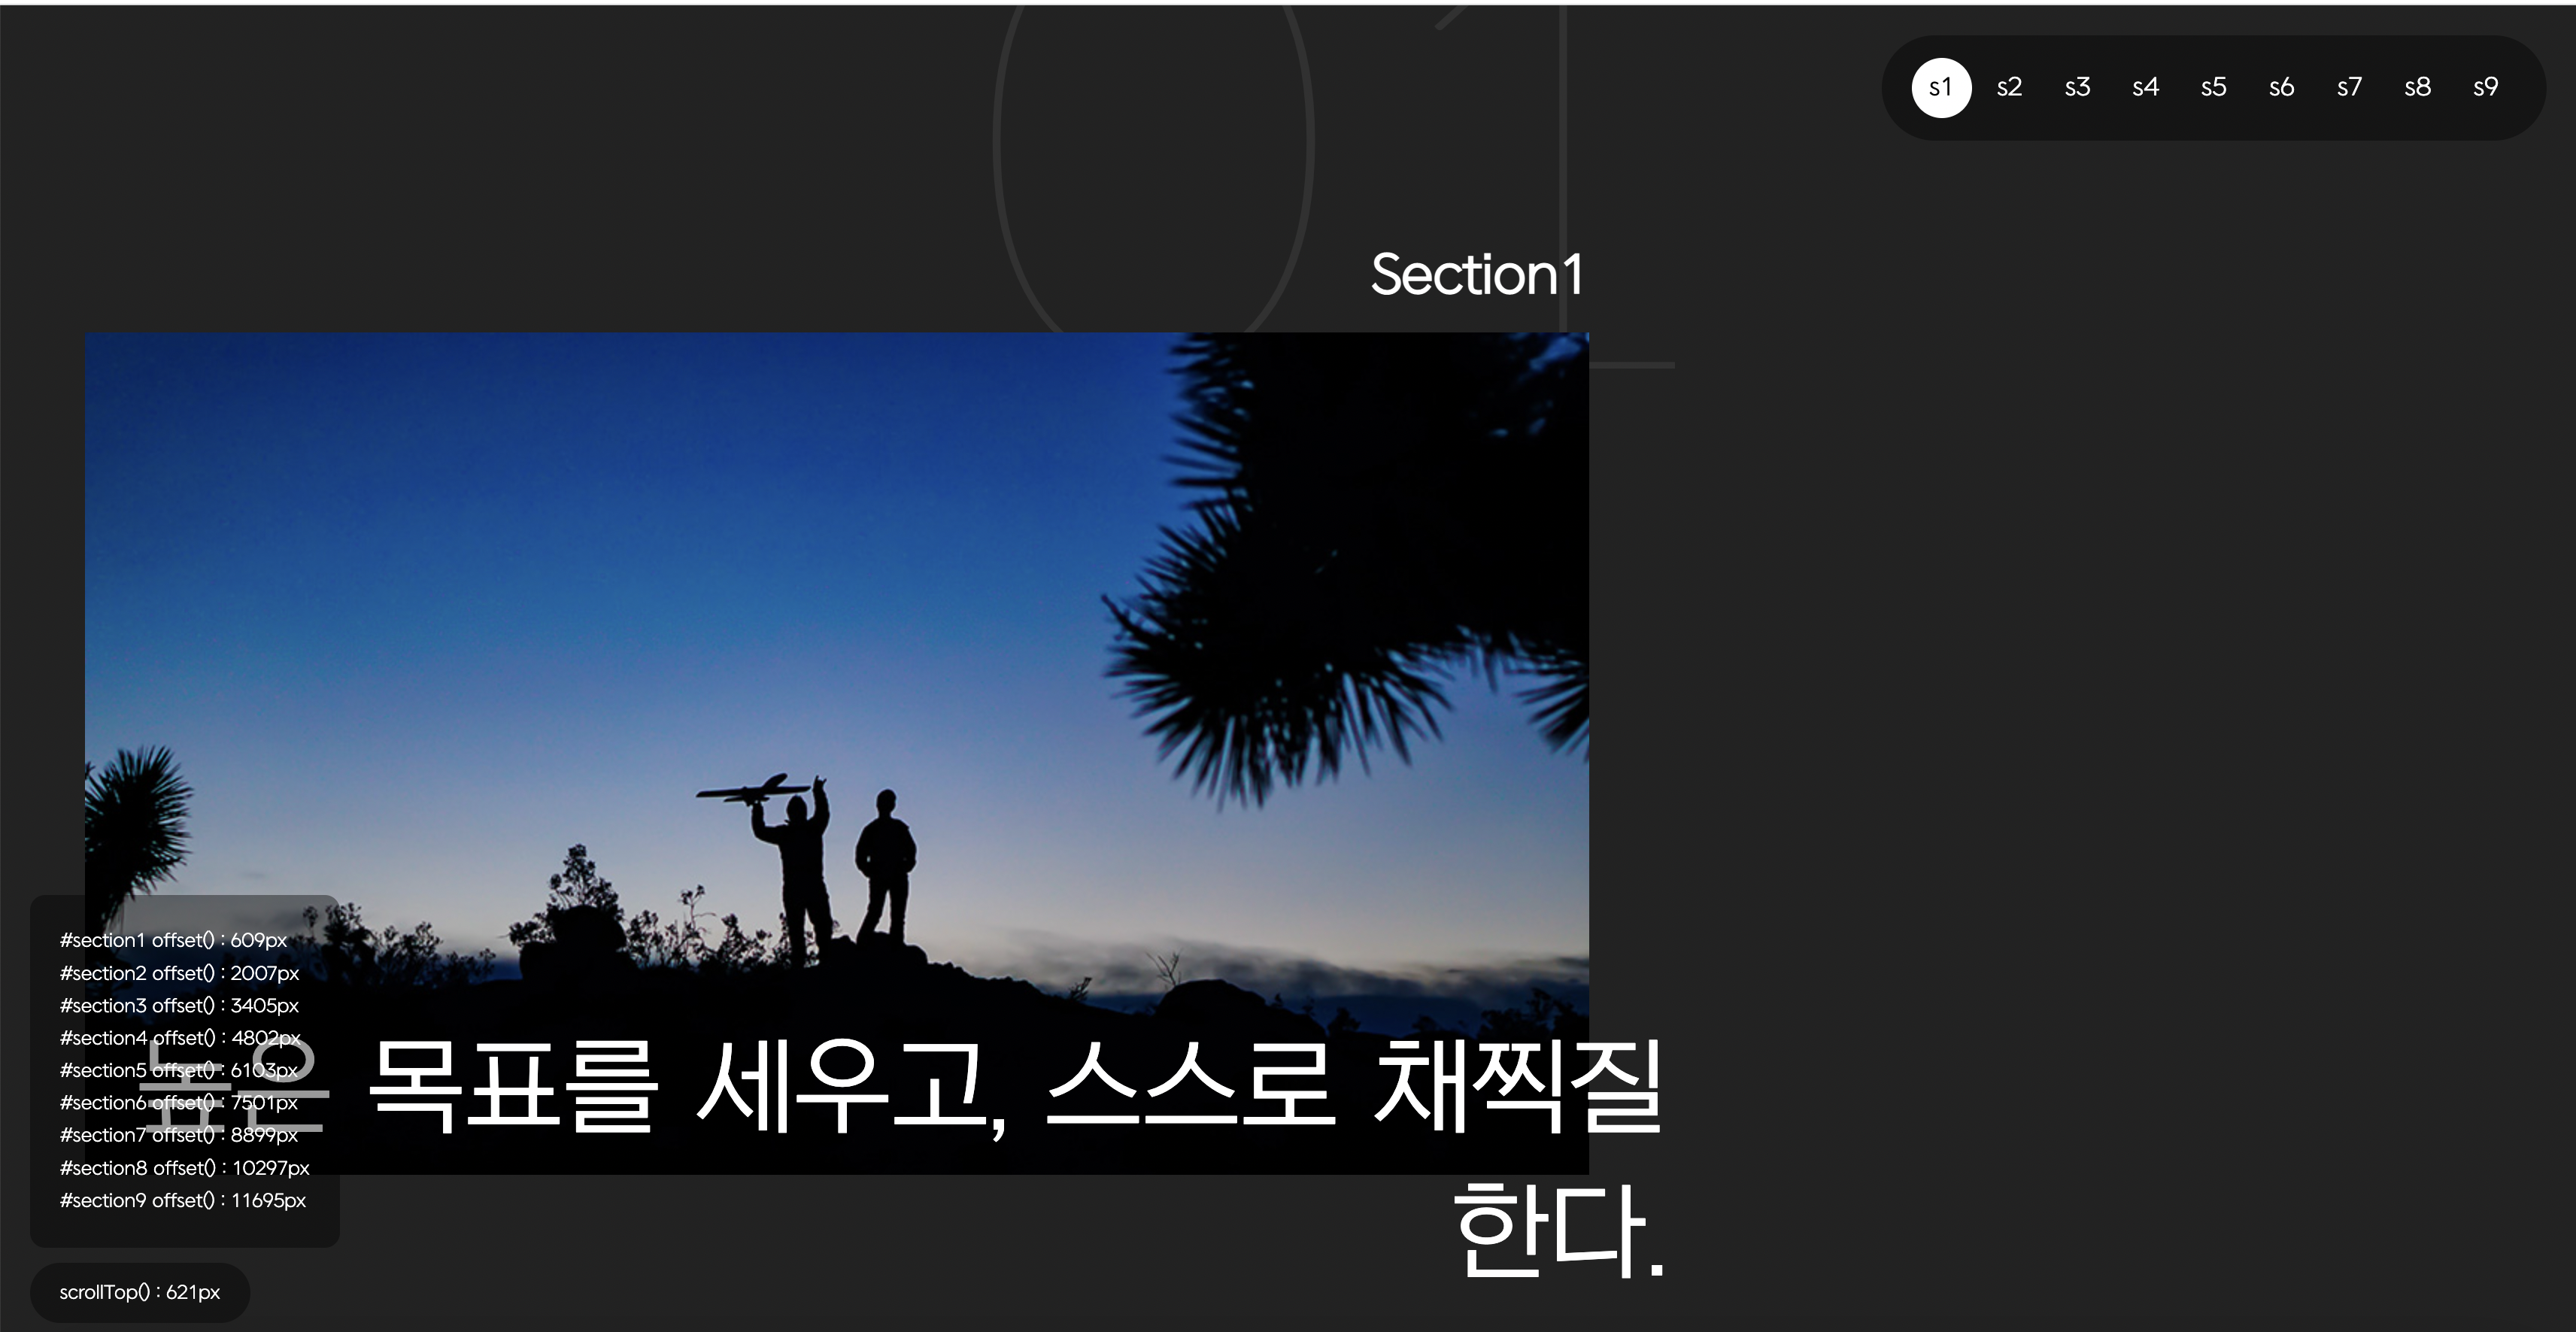 01
s1 s2 s3 s4 s5 s6 s7 s8 s9
Section1
#section1 offset() : 609px
#section2 offset() : 2007px
#section3 offset() : 3405px
#section4 offset() : 4802px
#section5 offset() : 6103px
#section6 offset() : 7501px
#section7 offset() : 8899px
#section8 offset() : 10297px
#section9 offset() : 11695px
높은 목표를 세우고, 스스로 채찍질
한다.
scrollTop() : 621px